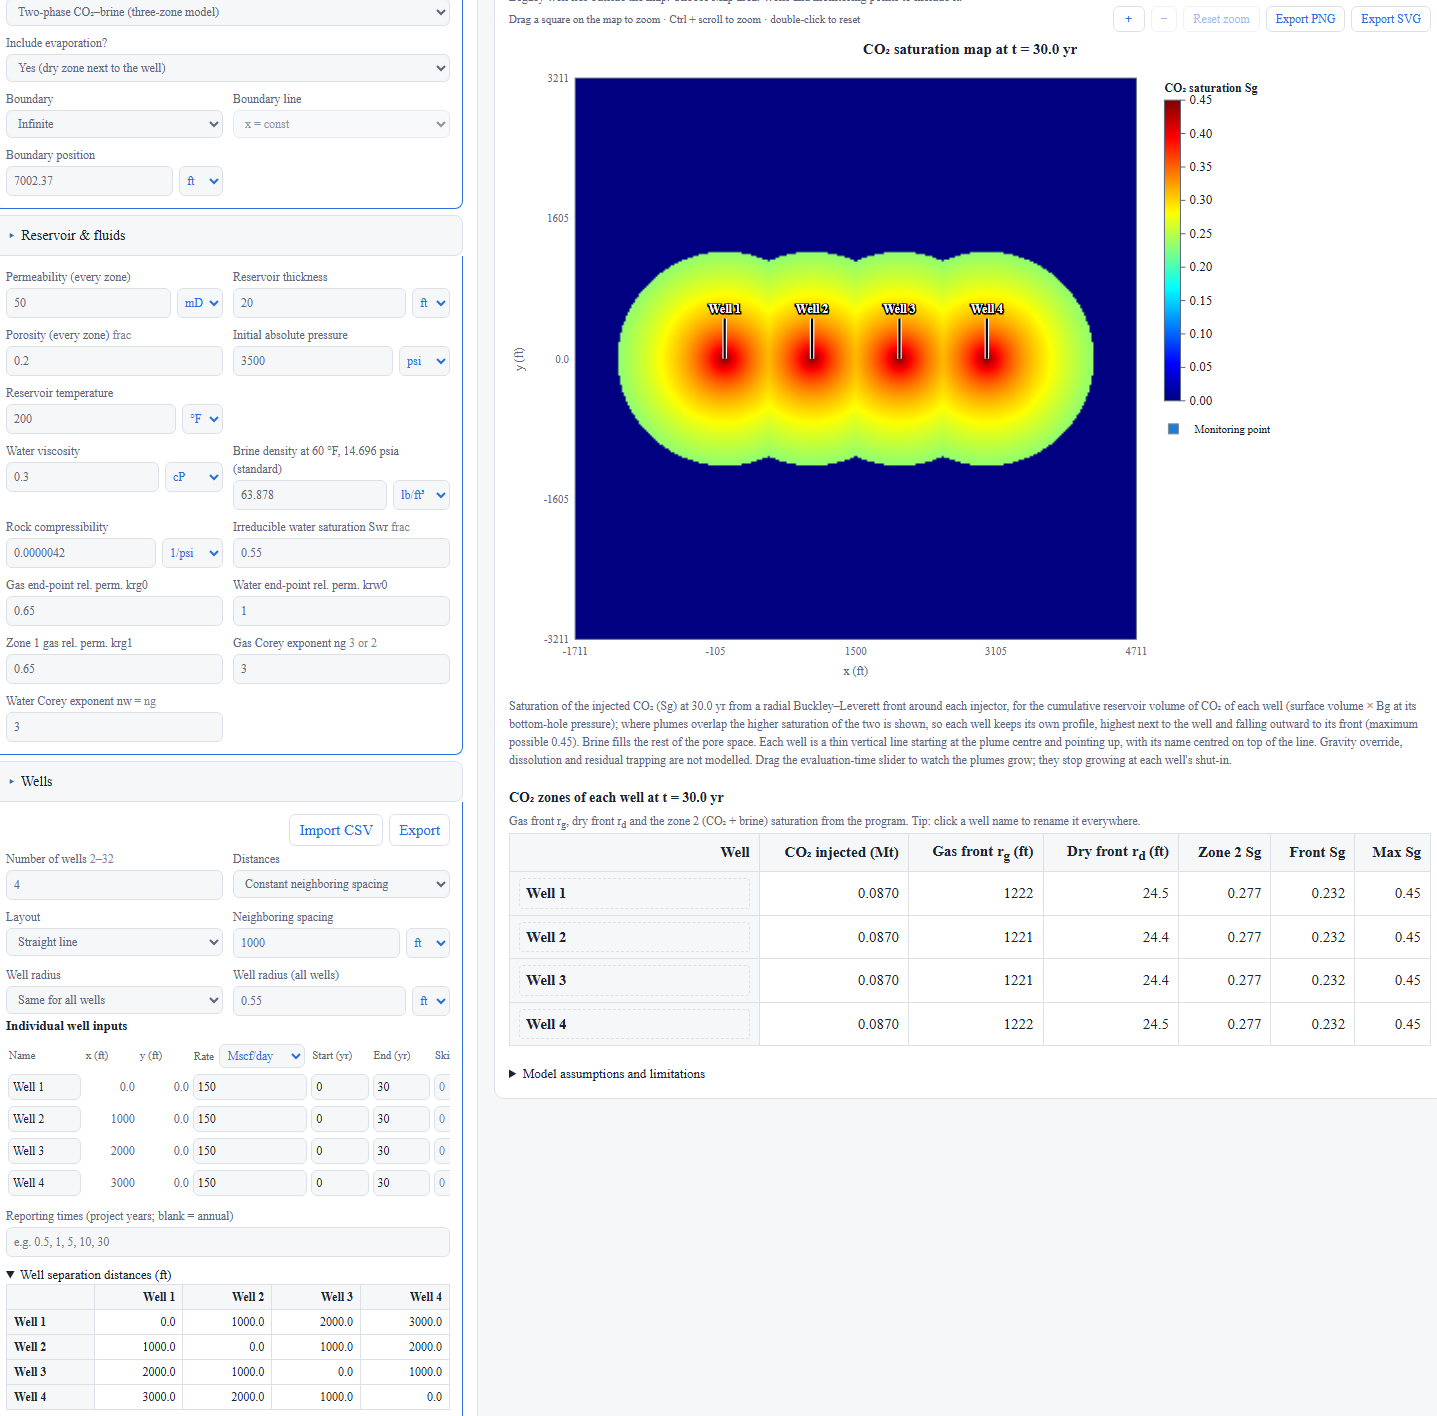 Two-phase CO₂–brine (three-zone model)
Include evaporation?
Yes (dry zone next to the well)
Boundary
Boundary line
Infinite
x = const
Boundary position
7002.37
ft
Reservoir & fluids
Permeability (every zone)
Reservoir thickness
50
mD
20
ft
Porosity (every zone) frac
Initial absolute pressure
0.2
3500
psi
Reservoir temperature
200
°F
Water viscosity
Brine density at 60 °F, 14.696 psia
(standard)
0.3
cP
63.878
lb/ft³
Rock compressibility
Irreducible water saturation Swr frac
0.0000042
1/psi
0.55
Gas end-point rel. perm. krg0
Water end-point rel. perm. krw0
0.65
1
Zone 1 gas rel. perm. krg1
Gas Corey exponent ng 3 or 2
0.65
3
Water Corey exponent nw = ng
3
Wells
Import CSV
Export
Number of wells 2–32
Distances
4
Constant neighboring spacing
Layout
Neighboring spacing
Straight line
1000
ft
Well radius
Well radius (all wells)
Same for all wells
0.55
ft
Individual well inputs
Name x (ft) y (ft) Rate Mscf/day Start (yr) End (yr) Ski
Well 1 0.0 0.0 150 0 30 0
Well 2 1000 0.0 150 0 30 0
Well 3 2000 0.0 150 0 30 0
Well 4 3000 0.0 150 0 30 0
Reporting times (project years; blank = annual)
e.g. 0.5, 1, 5, 10, 30
Well separation distances (ft)
Well 1 Well 2 Well 3 Well 4
Well 1 0.0 1000.0 2000.0 3000.0
Well 2 1000.0 0.0 1000.0 2000.0
Well 3 2000.0 1000.0 0.0 1000.0
Well 4 3000.0 2000.0 1000.0 0.0
Drag a square on the map to zoom · Ctrl + scroll to zoom · double-click to reset
+
−
Reset zoom
Export PNG
Export SVG
CO₂ saturation map at t = 30.0 yr
3211
1605
0.0
-1605
-3211
y (ft)
Well 1
Well 2
Well 3
Well 4
-1711
-105
1500
3105
4711
x (ft)
CO₂ saturation Sg
0.45
0.40
0.35
0.30
0.25
0.20
0.15
0.10
0.05
0.00
Monitoring point
Saturation of the injected CO₂ (Sg) at 30.0 yr from a radial Buckley–Leverett front around each injector, for the cumulative reservoir volume of CO₂ of each well (surface volume × Bg at its
bottom-hole pressure); where plumes overlap the higher saturation of the two is shown, so each well keeps its own profile, highest next to the well and falling outward to its front (maximum
possible 0.45). Brine fills the rest of the pore space. Each well is a thin vertical line starting at the plume centre and pointing up, with its name centred on top of the line. Gravity override,
dissolution and residual trapping are not modelled. Drag the evaluation-time slider to watch the plumes grow; they stop growing at each well's shut-in.
CO₂ zones of each well at t = 30.0 yr
Gas front rg, dry front rd and the zone 2 (CO₂ + brine) saturation from the program. Tip: click a well name to rename it everywhere.
Well CO₂ injected (Mt) Gas front rg (ft) Dry front rd (ft) Zone 2 Sg Front Sg Max Sg
Well 1 0.0870 1222 24.5 0.277 0.232 0.45
Well 2 0.0870 1221 24.4 0.277 0.232 0.45
Well 3 0.0870 1221 24.4 0.277 0.232 0.45
Well 4 0.0870 1222 24.5 0.277 0.232 0.45
Model assumptions and limitations